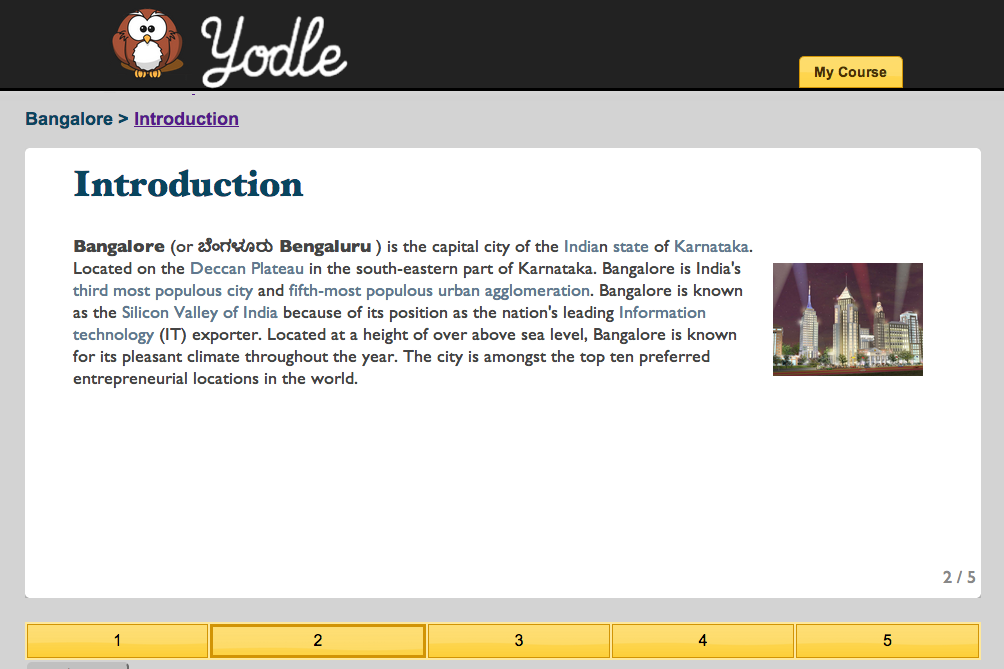 Yodle
My Course
Bangalore > Introduction
Introduction
Bangalore (or ಬೆಂಗಳೂರು Bengaluru ) is the capital city of the Indian state of Karnataka.
Located on the Deccan Plateau in the south-eastern part of Karnataka. Bangalore is India's
third most populous city and fifth-most populous urban agglomeration. Bangalore is known
as the Silicon Valley of India because of its position as the nation's leading Information
technology (IT) exporter. Located at a height of over above sea level, Bangalore is known
for its pleasant climate throughout the year. The city is amongst the top ten preferred
entrepreneurial locations in the world.
2 / 5
1 2 3 4 5